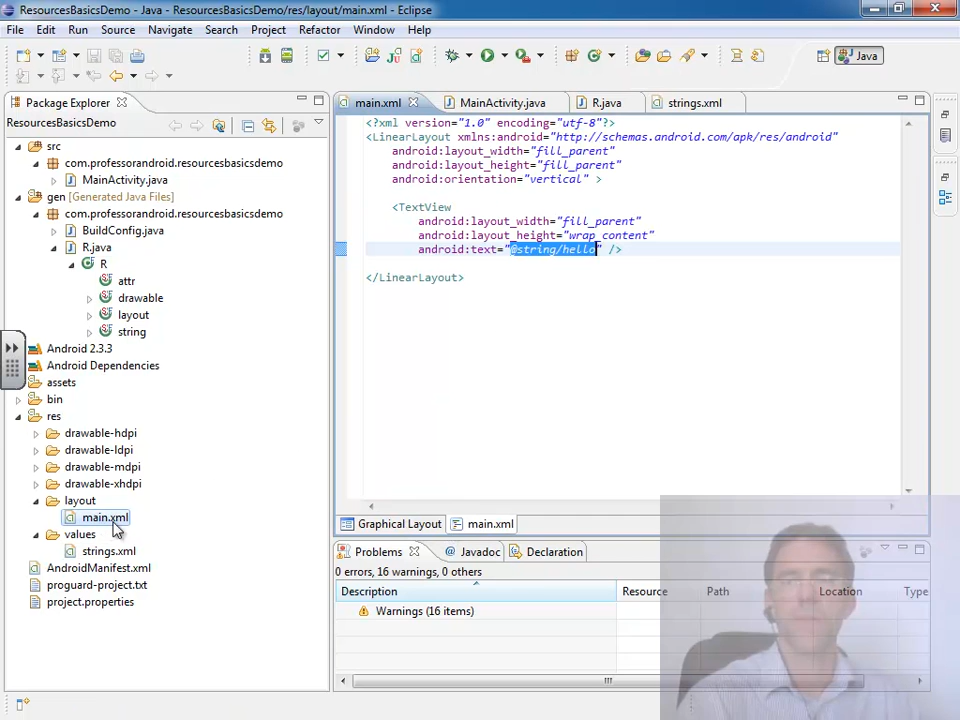 ResourcesBasicsDemo - Java - ResourcesBasicsDemo/res/layout/main.xml - Eclipse
File Edit Run Source Navigate Search Project Refactor Window Help
Java
Package Explorer
ResourcesBasicsDemo
src
com.professorandroid.resourcesbasicsdemo
MainActivity.java
gen [Generated Java Files]
com.professorandroid.resourcesbasicsdemo
BuildConfig.java
R.java
R
attr
drawable
layout
string
Android 2.3.3
Android Dependencies
assets
bin
res
drawable-hdpi
drawable-ldpi
drawable-mdpi
drawable-xhdpi
layout
main.xml
values
strings.xml
AndroidManifest.xml
proguard-project.txt
project.properties
main.xml MainActivity.java R.java strings.xml
<?xml version="1.0" encoding="utf-8"?>
<LinearLayout xmlns:android="http://schemas.android.com/apk/res/android"
android:layout_width="fill_parent"
android:layout_height="fill_parent"
android:orientation="vertical" >
<TextView
android:layout_width="fill_parent"
android:layout_height="wrap_content"
android:text="@string/hello" />
</LinearLayout>
Graphical Layout main.xml
Problems Javadoc Declaration
0 errors, 16 warnings, 0 others
Description Resource Path Location Type
Warnings (16 items)